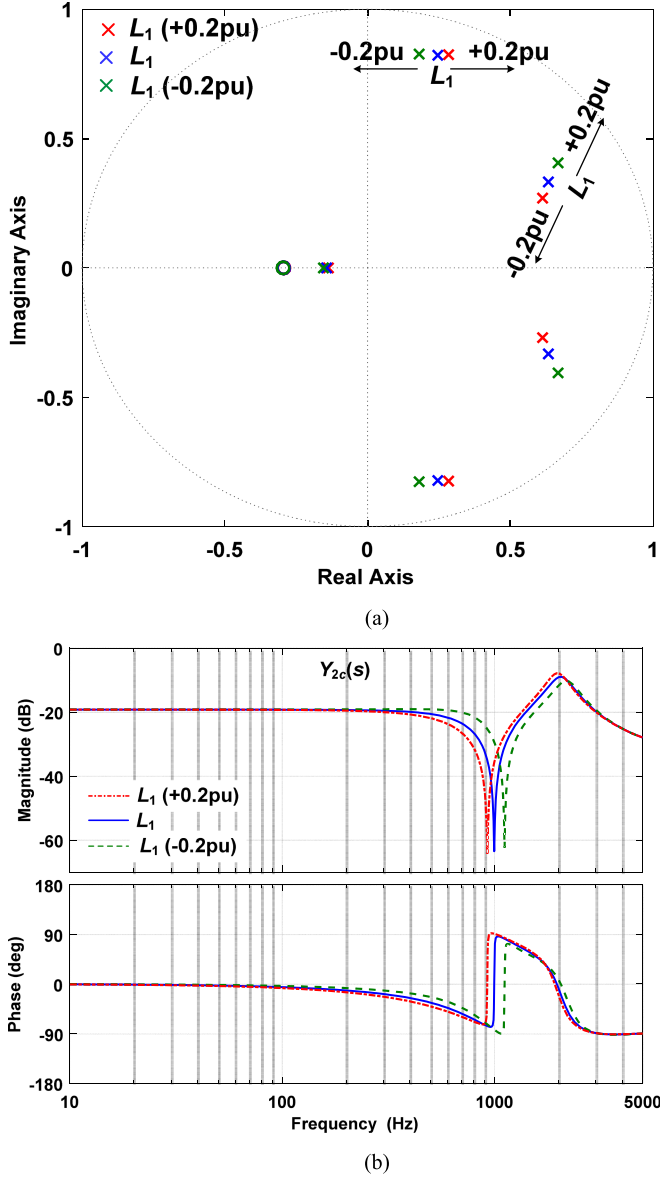 L1 (+0.2pu)
L1
L1 (-0.2pu)
-0.2pu L1 +0.2pu
+0.2pu
L1
-0.2pu
1
0.5
0
-0.5
-1
Imaginary Axis
-1 -0.5 0 0.5 1
Real Axis
(a)
Y2c(s)
0
-20
-40
-60
Magnitude (dB)
L1 (+0.2pu)
L1
L1 (-0.2pu)
180
90
0
-90
-180
Phase (deg)
10 100 1000 5000
Frequency (Hz)
(b)